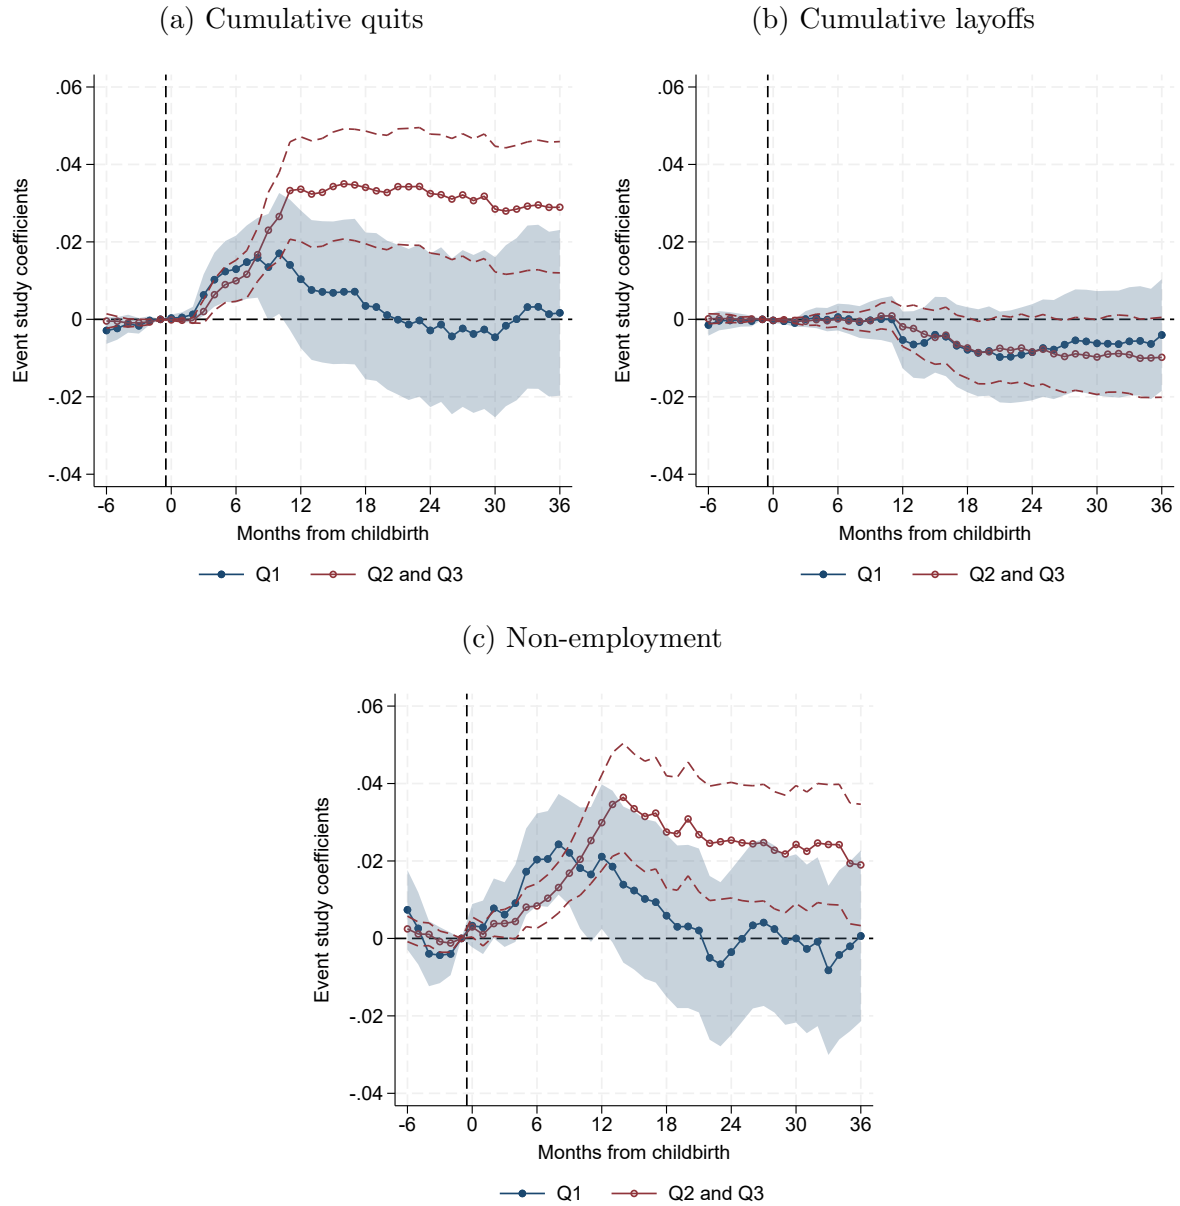 (a) Cumulative quits
.06
.04
.02
0
-.02
-.04
Event study coefficients
-6 0 6 12 18 24 30 36
Months from childbirth
Q1 Q2 and Q3
(b) Cumulative layoffs
.06
.04
.02
0
-.02
-.04
Event study coefficients
-6 0 6 12 18 24 30 36
Months from childbirth
Q1 Q2 and Q3
(c) Non-employment
.06
.04
.02
0
-.02
-.04
Event study coefficients
-6 0 6 12 18 24 30 36
Months from childbirth
Q1 Q2 and Q3